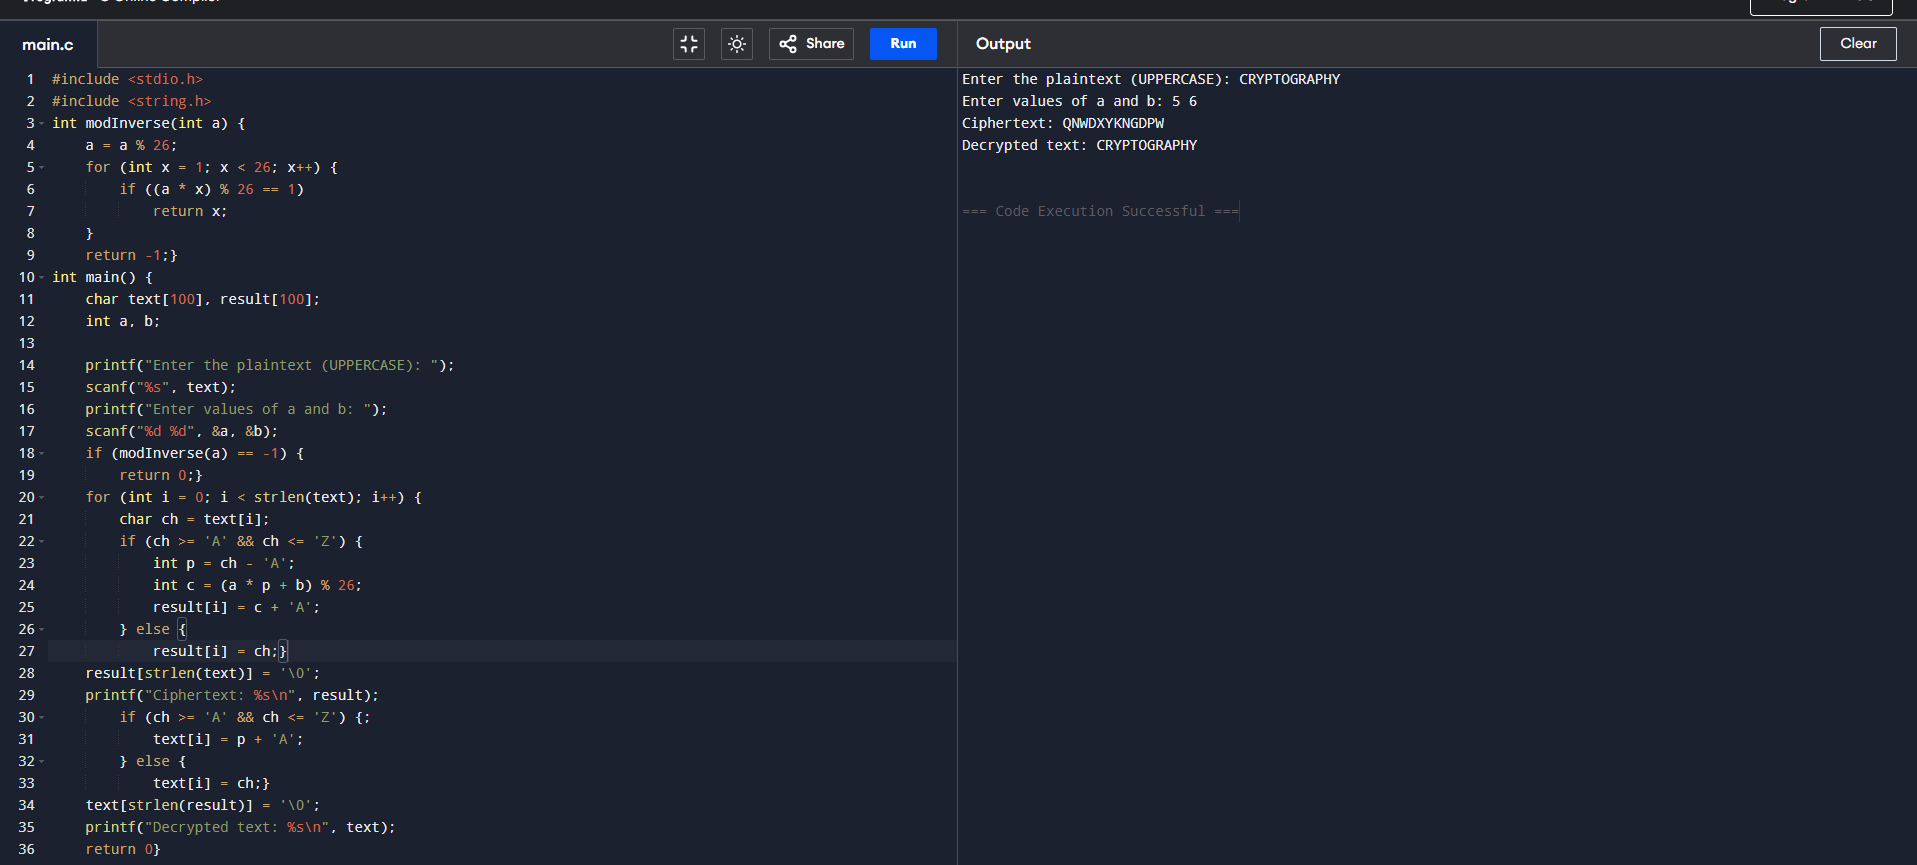 Programiz C Online Compiler
main.c
Share
Run
Output
Clear
1 #include <stdio.h>
2 #include <string.h>
3 int modInverse(int a) {
4     a = a % 26;
5     for (int x = 1; x < 26; x++) {
6         if ((a * x) % 26 == 1)
7             return x;
8     }
9     return -1;}
10 int main() {
11     char text[100], result[100];
12     int a, b;
13
14     printf("Enter the plaintext (UPPERCASE): ");
15     scanf("%s", text);
16     printf("Enter values of a and b: ");
17     scanf("%d %d", &a, &b);
18     if (modInverse(a) == -1) {
19         return 0;}
20     for (int i = 0; i < strlen(text); i++) {
21         char ch = text[i];
22         if (ch >= 'A' && ch <= 'Z') {
23             int p = ch - 'A';
24             int c = (a * p + b) % 26;
25             result[i] = c + 'A';
26         } else {
27             result[i] = ch;}
28     result[strlen(text)] = '\0';
29     printf("Ciphertext: %s\n", result);
30         if (ch >= 'A' && ch <= 'Z') {;
31             text[i] = p + 'A';
32         } else {
33             text[i] = ch;}
34     text[strlen(result)] = '\0';
35     printf("Decrypted text: %s\n", text);
36     return 0}
Enter the plaintext (UPPERCASE): CRYPTOGRAPHY
Enter values of a and b: 5 6
Ciphertext: QNWDXYKNGDPW
Decrypted text: CRYPTOGRAPHY
=== Code Execution Successful ===